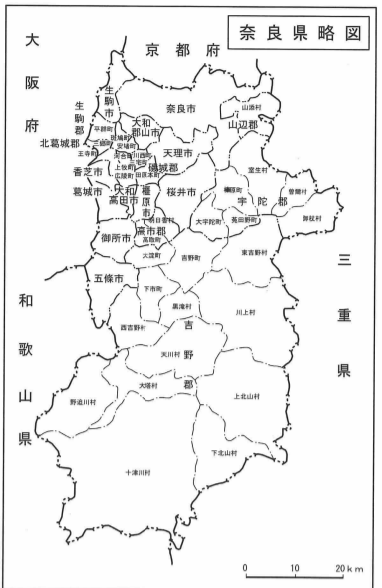 奈良県略図
京都府
大阪府
生駒郡
生駒市
奈良市
山添村
山辺郡
平群町
大和
郡山市
斑鳩町
三郷町
安堵町
北葛城郡
王寺町
河合町
川西町
三宅町
磯城郡
天理市
上牧町
田原本町
広陵町
香芝市
葛城市
大和
高田市
橿原市
桜井市
室生村
榛原町
宇陀郡
曽爾村
御杖村
大宇陀町
菟田野町
明日香村
高市郡
高取町
御所市
大淀町
吉野町
東吉野村
五條市
下市町
黒滝村
川上村
三重県
西吉野村
天川村
吉野郡
和歌山県
野迫川村
大塔村
上北山村
下北山村
十津川村
0 10 20km